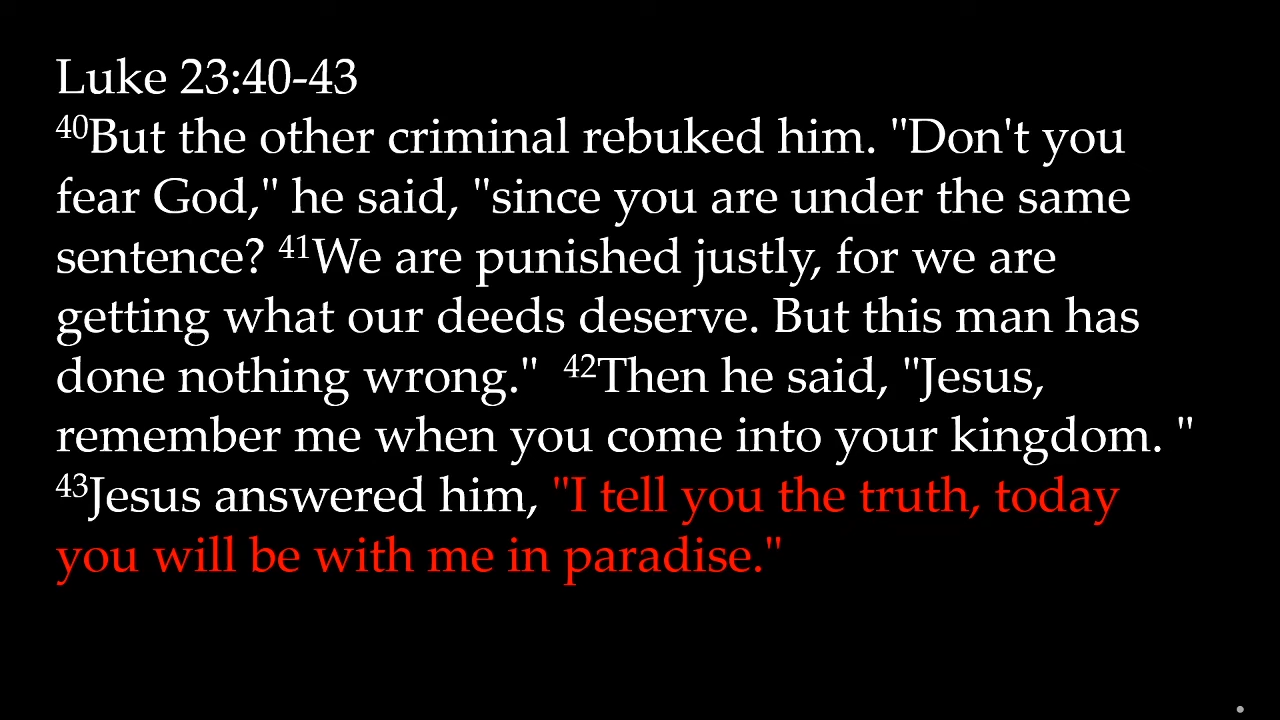 Luke 23:40-43
⁴⁰But the other criminal rebuked him. "Don't you
fear God," he said, "since you are under the same
sentence? ⁴¹We are punished justly, for we are
getting what our deeds deserve. But this man has
done nothing wrong."  ⁴²Then he said, "Jesus,
remember me when you come into your kingdom. "
⁴³Jesus answered him, "I tell you the truth, today
you will be with me in paradise."